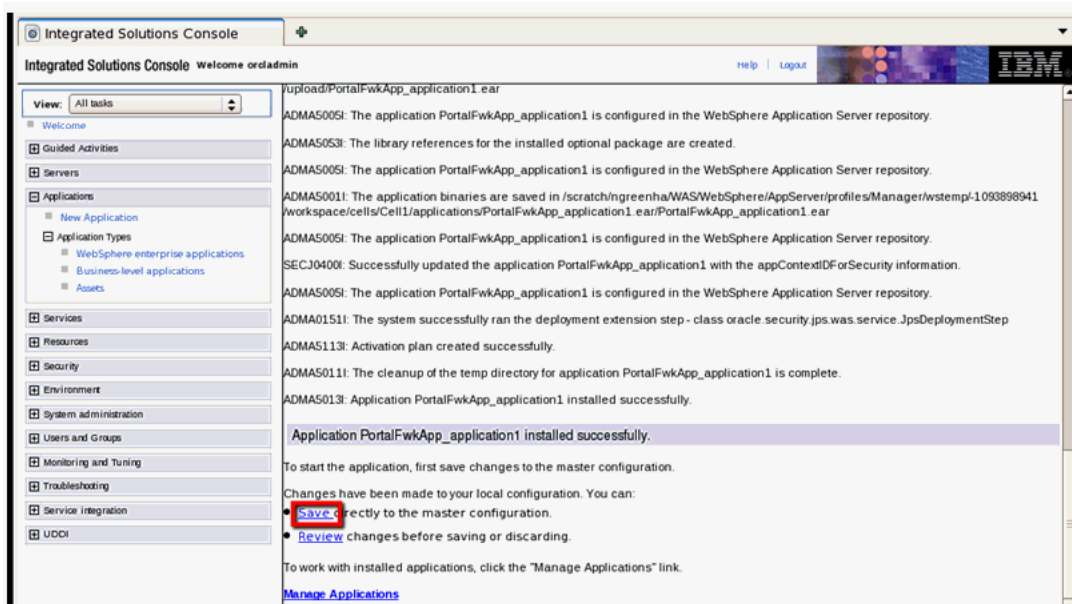 Integrated Solutions Console
Integrated Solutions Console Welcome orcladmin
Help | Logout
IBM
View: All tasks
Welcome
Guided Activities
Servers
Applications
New Application
Application Types
WebSphere enterprise applications
Business-level applications
Assets
Services
Resources
Security
Environment
System administration
Users and Groups
Monitoring and Tuning
Troubleshooting
Service integration
UDDI
/upload/PortalFwkApp_application1.ear
ADMA5005I: The application PortalFwkApp_application1 is configured in the WebSphere Application Server repository.
ADMA5053I: The library references for the installed optional package are created.
ADMA5005I: The application PortalFwkApp_application1 is configured in the WebSphere Application Server repository.
ADMA5001I: The application binaries are saved in /scratch/ngreenha/WAS/WebSphere/AppServer/profiles/Manager/wstemp/-1093898941
/workspace/cells/Cell1/applications/PortalFwkApp_application1.ear/PortalFwkApp_application1.ear
ADMA5005I: The application PortalFwkApp_application1 is configured in the WebSphere Application Server repository.
SECJ0400I: Successfully updated the application PortalFwkApp_application1 with the appContextIDForSecurity information.
ADMA5005I: The application PortalFwkApp_application1 is configured in the WebSphere Application Server repository.
ADMA0151I: The system successfully ran the deployment extension step - class oracle.security.jps.was.service.JpsDeploymentStep
ADMA5113I: Activation plan created successfully.
ADMA5011I: The cleanup of the temp directory for application PortalFwkApp_application1 is complete.
ADMA5013I: Application PortalFwkApp_application1 installed successfully.
Application PortalFwkApp_application1 installed successfully.
To start the application, first save changes to the master configuration.
Changes have been made to your local configuration. You can:
Save directly to the master configuration.
Review changes before saving or discarding.
To work with installed applications, click the "Manage Applications" link.
Manage Applications